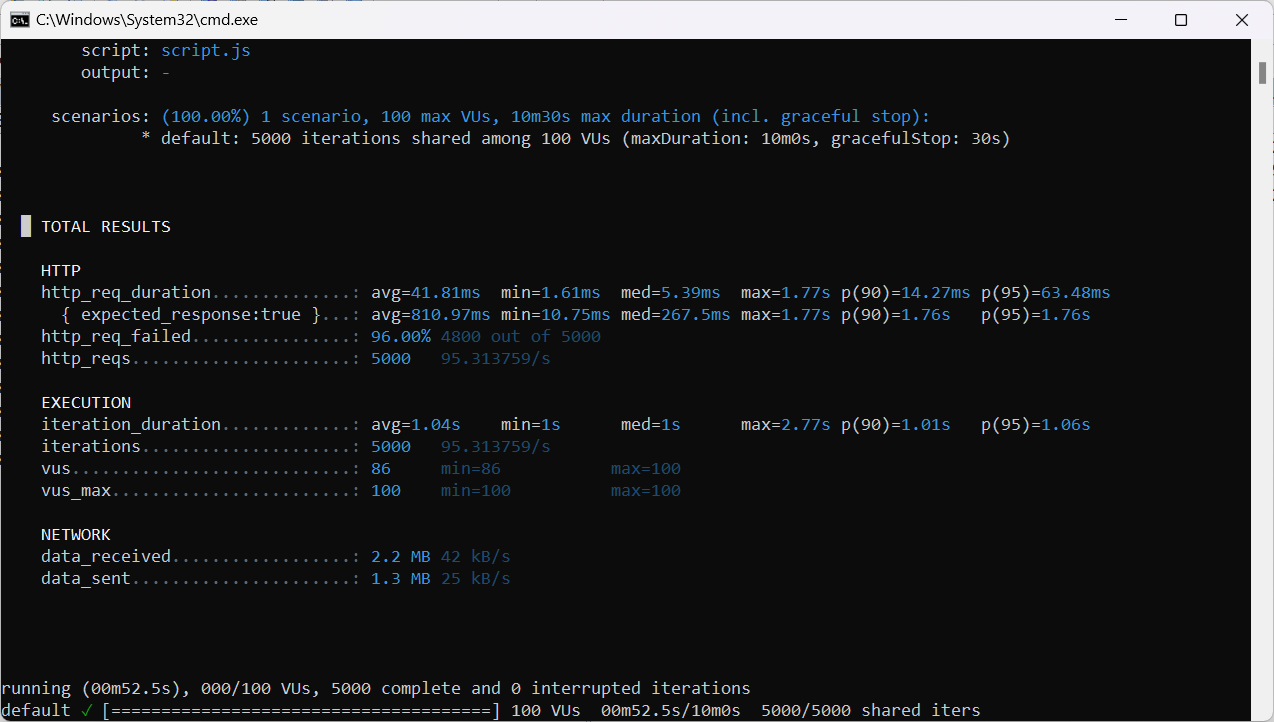 C:\Windows\System32\cmd.exe
script: script.js
output: -
scenarios: (100.00%) 1 scenario, 100 max VUs, 10m30s max duration (incl. graceful stop):
* default: 5000 iterations shared among 100 VUs (maxDuration: 10m0s, gracefulStop: 30s)
TOTAL RESULTS
HTTP
http_req_duration..............: avg=41.81ms min=1.61ms med=5.39ms max=1.77s p(90)=14.27ms p(95)=63.48ms
{ expected_response:true }...: avg=810.97ms min=10.75ms med=267.5ms max=1.77s p(90)=1.76s p(95)=1.76s
http_req_failed................: 96.00% 4800 out of 5000
http_reqs......................: 5000 95.313759/s
EXECUTION
iteration_duration.............: avg=1.04s min=1s med=1s max=2.77s p(90)=1.01s p(95)=1.06s
iterations.....................: 5000 95.313759/s
vus............................: 86 min=86 max=100
vus_max........................: 100 min=100 max=100
NETWORK
data_received..................: 2.2 MB 42 kB/s
data_sent......................: 1.3 MB 25 kB/s
running (00m52.5s), 000/100 VUs, 5000 complete and 0 interrupted iterations
default ✓ [======================================] 100 VUs 00m52.5s/10m0s 5000/5000 shared iters